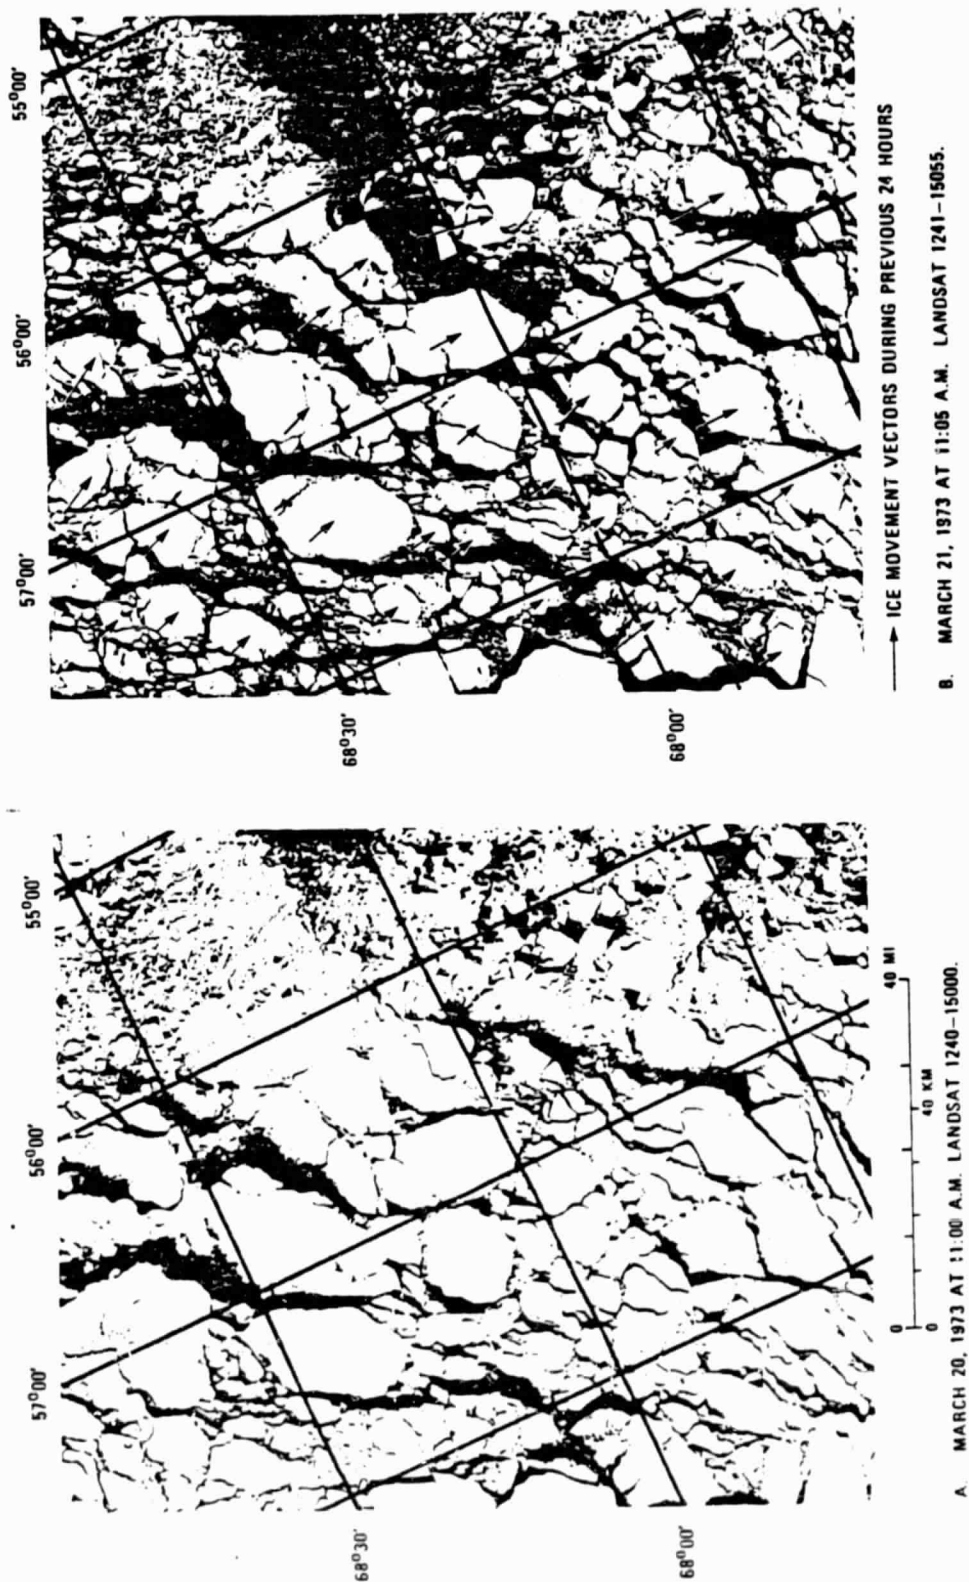 57°00'
56°00'
55°00'
68°30'
68°00'
0
40 KM
40 MI
A. MARCH 20, 1973 AT 11:00 A.M. LANDSAT 1240-15000.
57°00'
56°00'
55°00'
68°30'
68°00'
0
ICE MOVEMENT VECTORS DURING PREVIOUS 24 HOURS
B. MARCH 21, 1973 AT 11:05 A.M. LANDSAT 1241-15055.